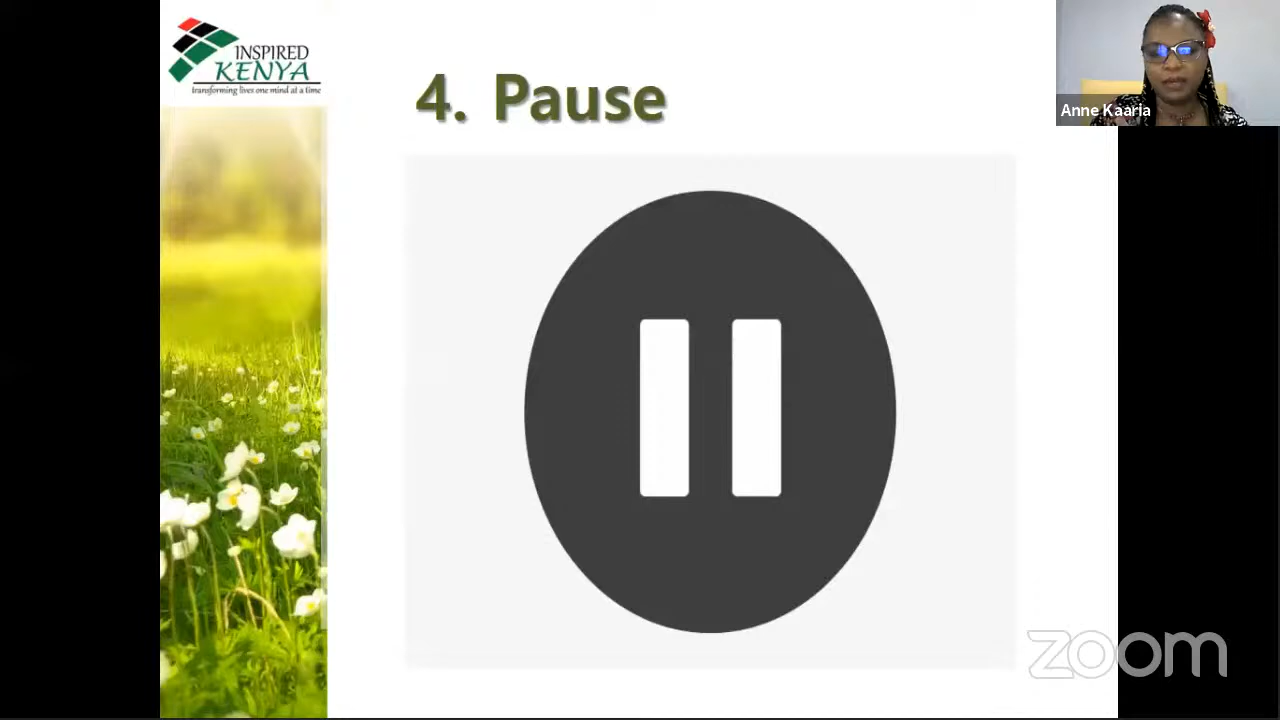 INSPIRED
KENYA
transforming lives one mind at a time
4. Pause
Anne Kaaria
zoom